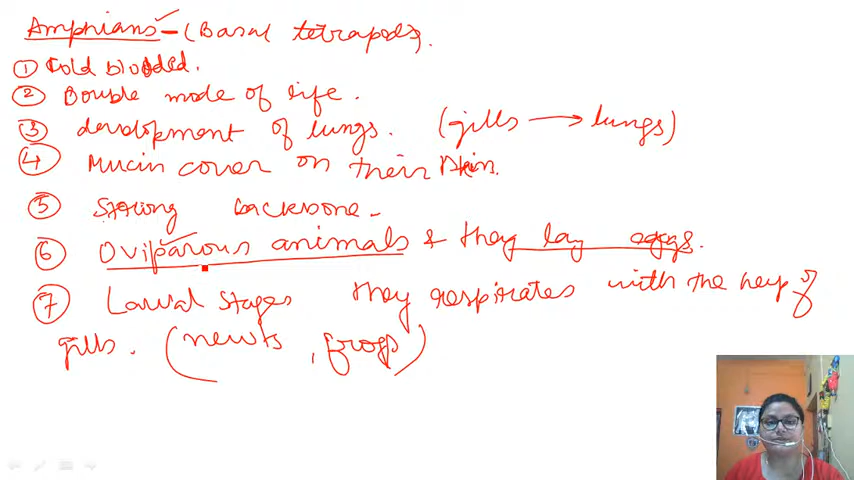 Amphians - (Basal tetrapods).
① Cold blooded.
② Double mode of life.
③ development of lungs. (gills → lungs)
④ Mucin cover on their skin.
⑤ Strong backbone.
⑥ Oviparous animals & they lay eggs.
⑦ Larval stages they respirates with the help of
gills. (newts, frogs)